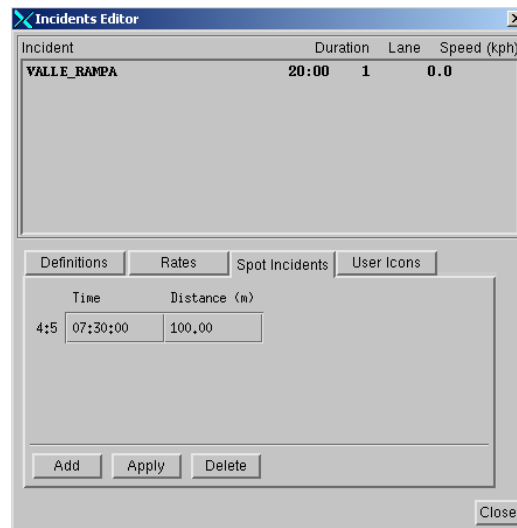 Incidents Editor
Incident Duration Lane Speed (kph)
VALLE_RAMPA 20:00 1 0.0
Definitions Rates Spot Incidents User Icons
Time Distance (m)
4:5 07:30:00 100.00
Add Apply Delete
Close